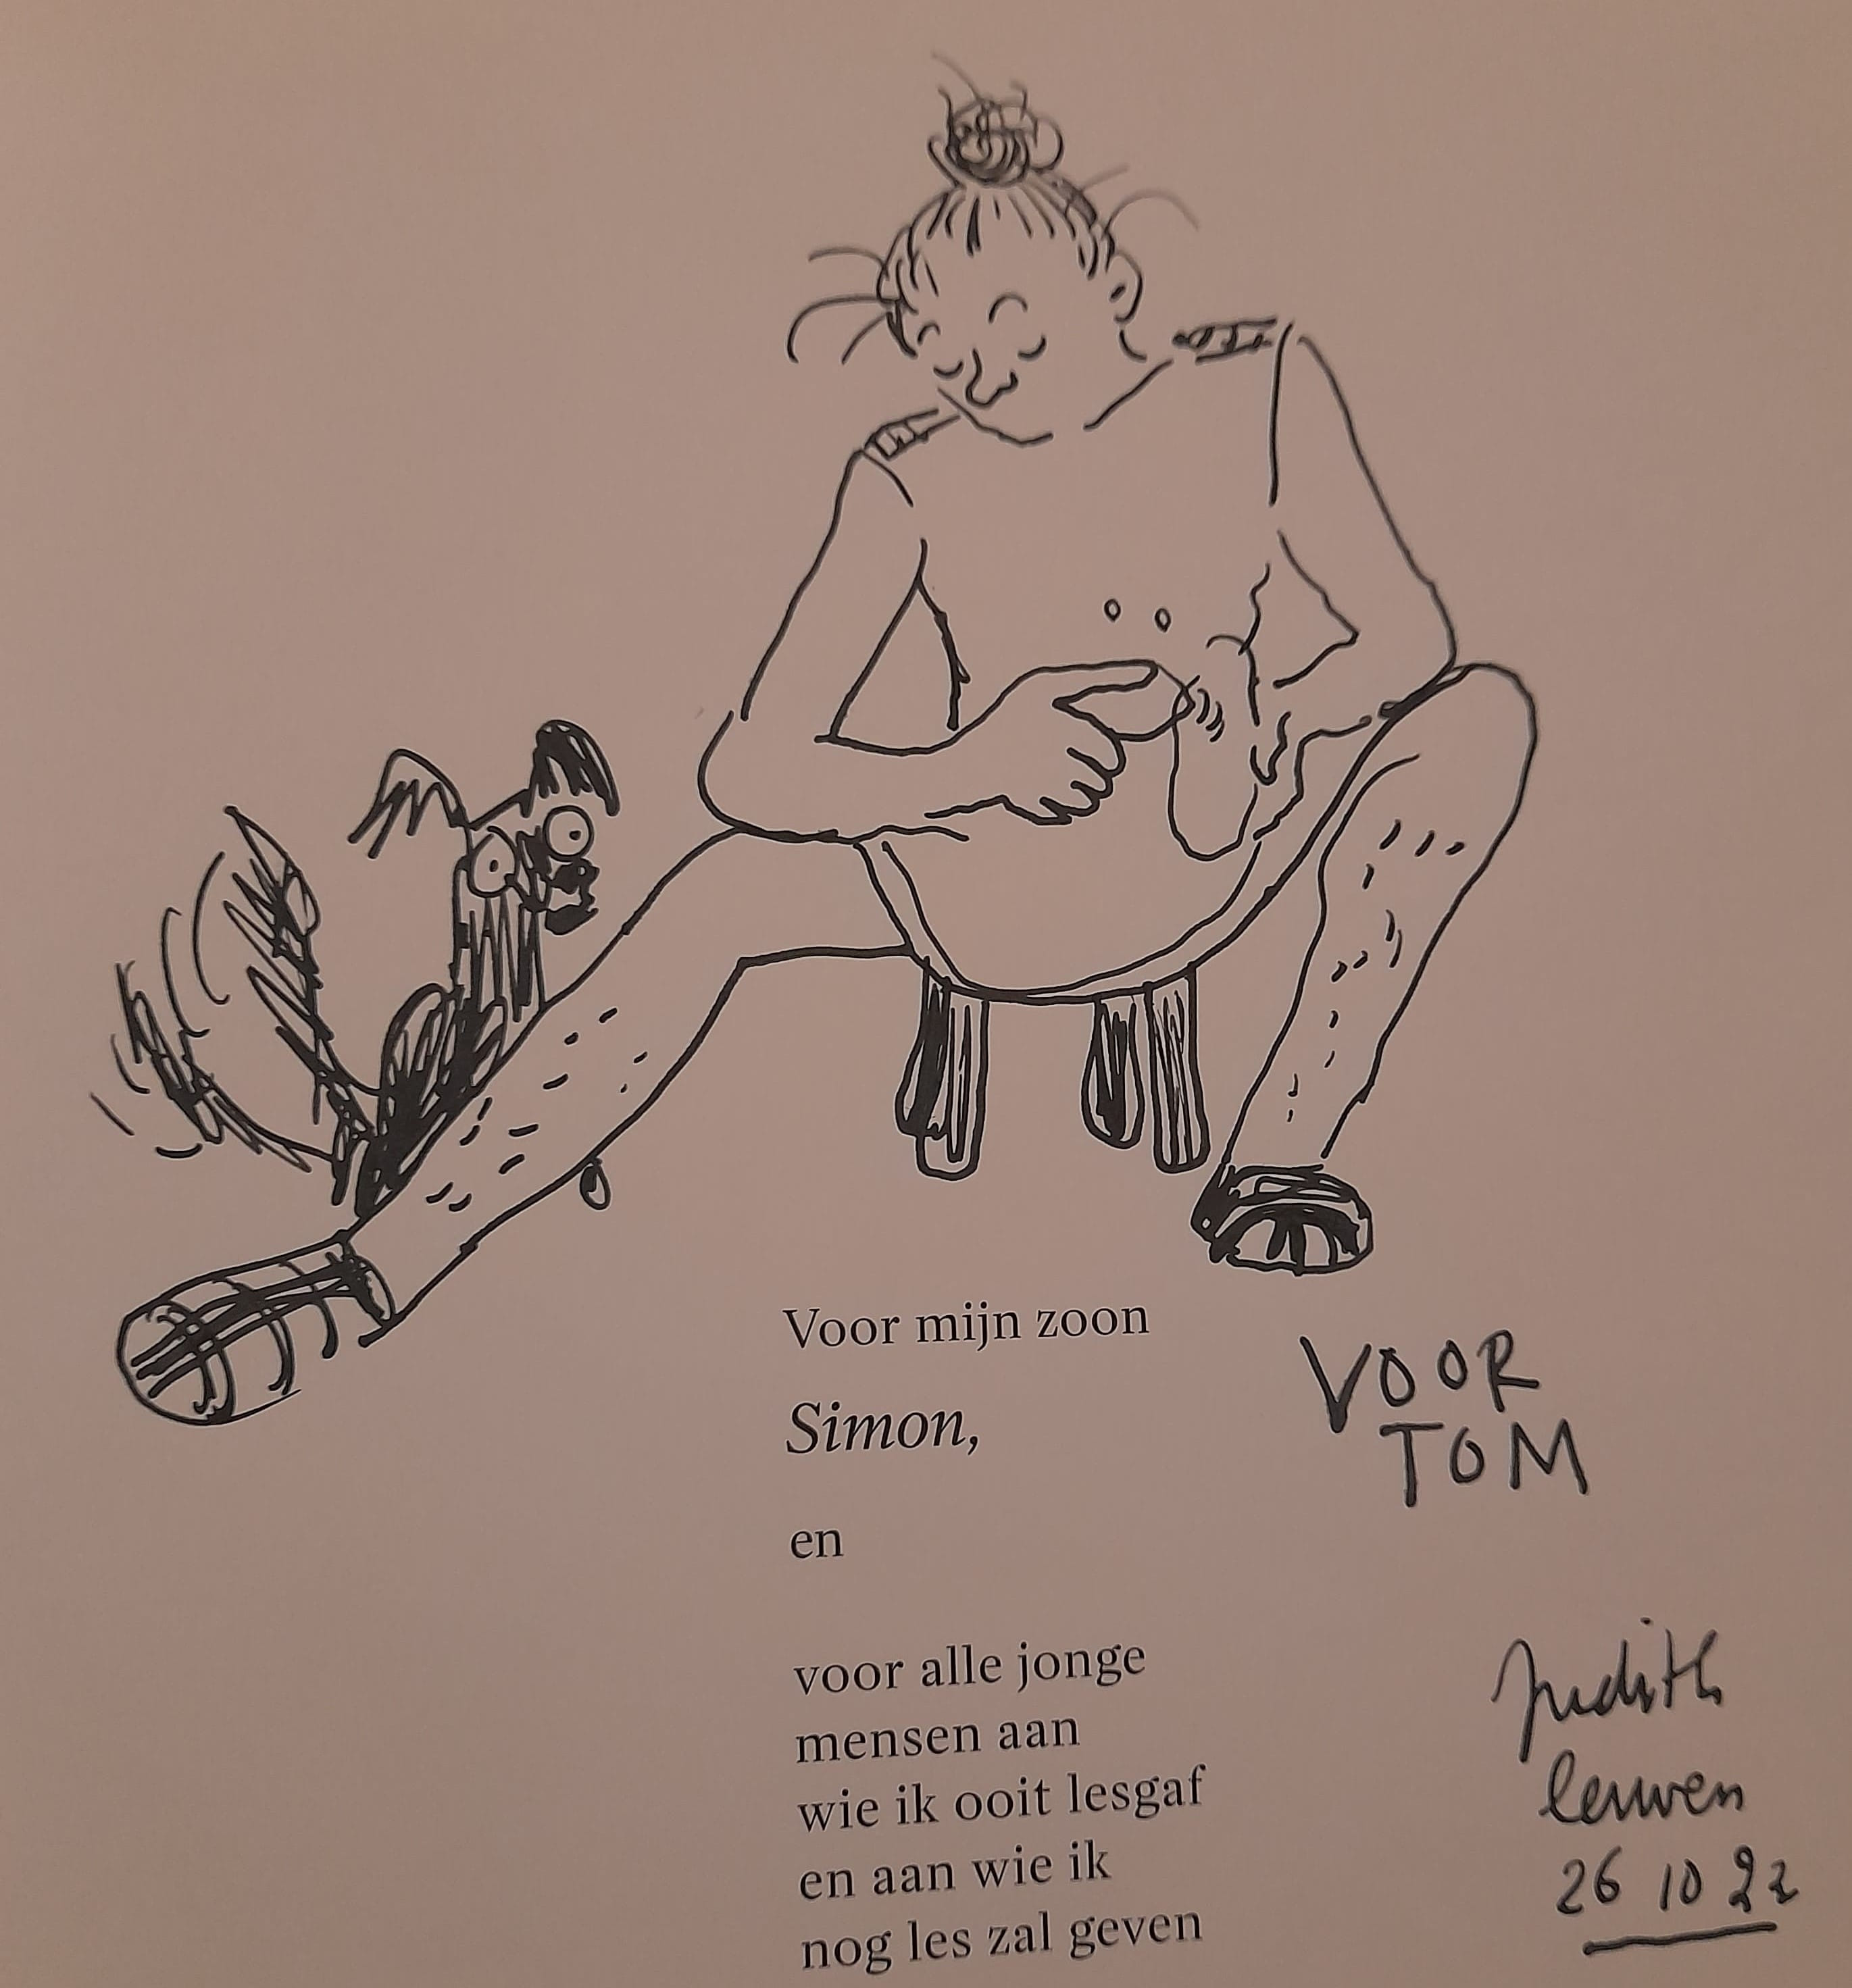 Voor mijn zoon
Simon,
en
voor alle jonge
mensen aan
wie ik ooit lesgaf
en aan wie ik
nog les zal geven
VOOR
TOM
Judith
26 10 22